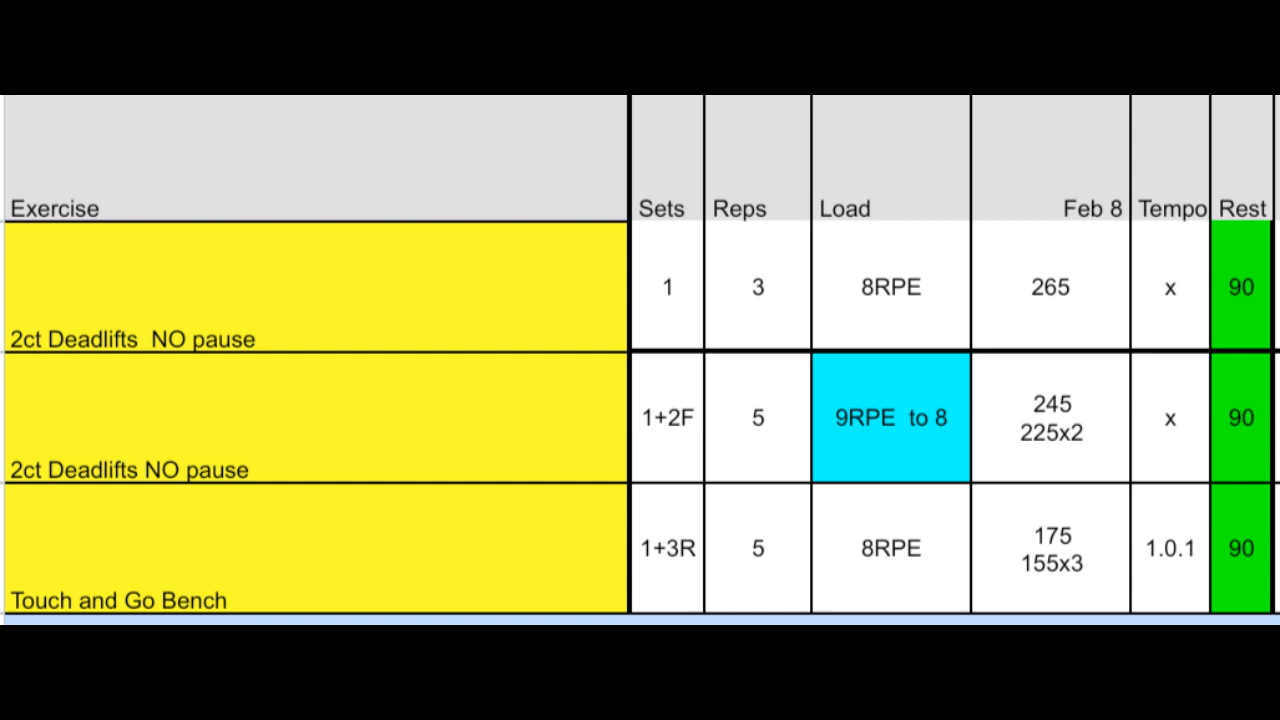 Exercise Sets Reps Load Feb 8 Tempo Rest
2ct Deadlifts  NO pause 1 3 8RPE 265 x 90
2ct Deadlifts NO pause 1+2F 5 9RPE  to 8 245
225x2 x 90
Touch and Go Bench 1+3R 5 8RPE 175
155x3 1.0.1 90